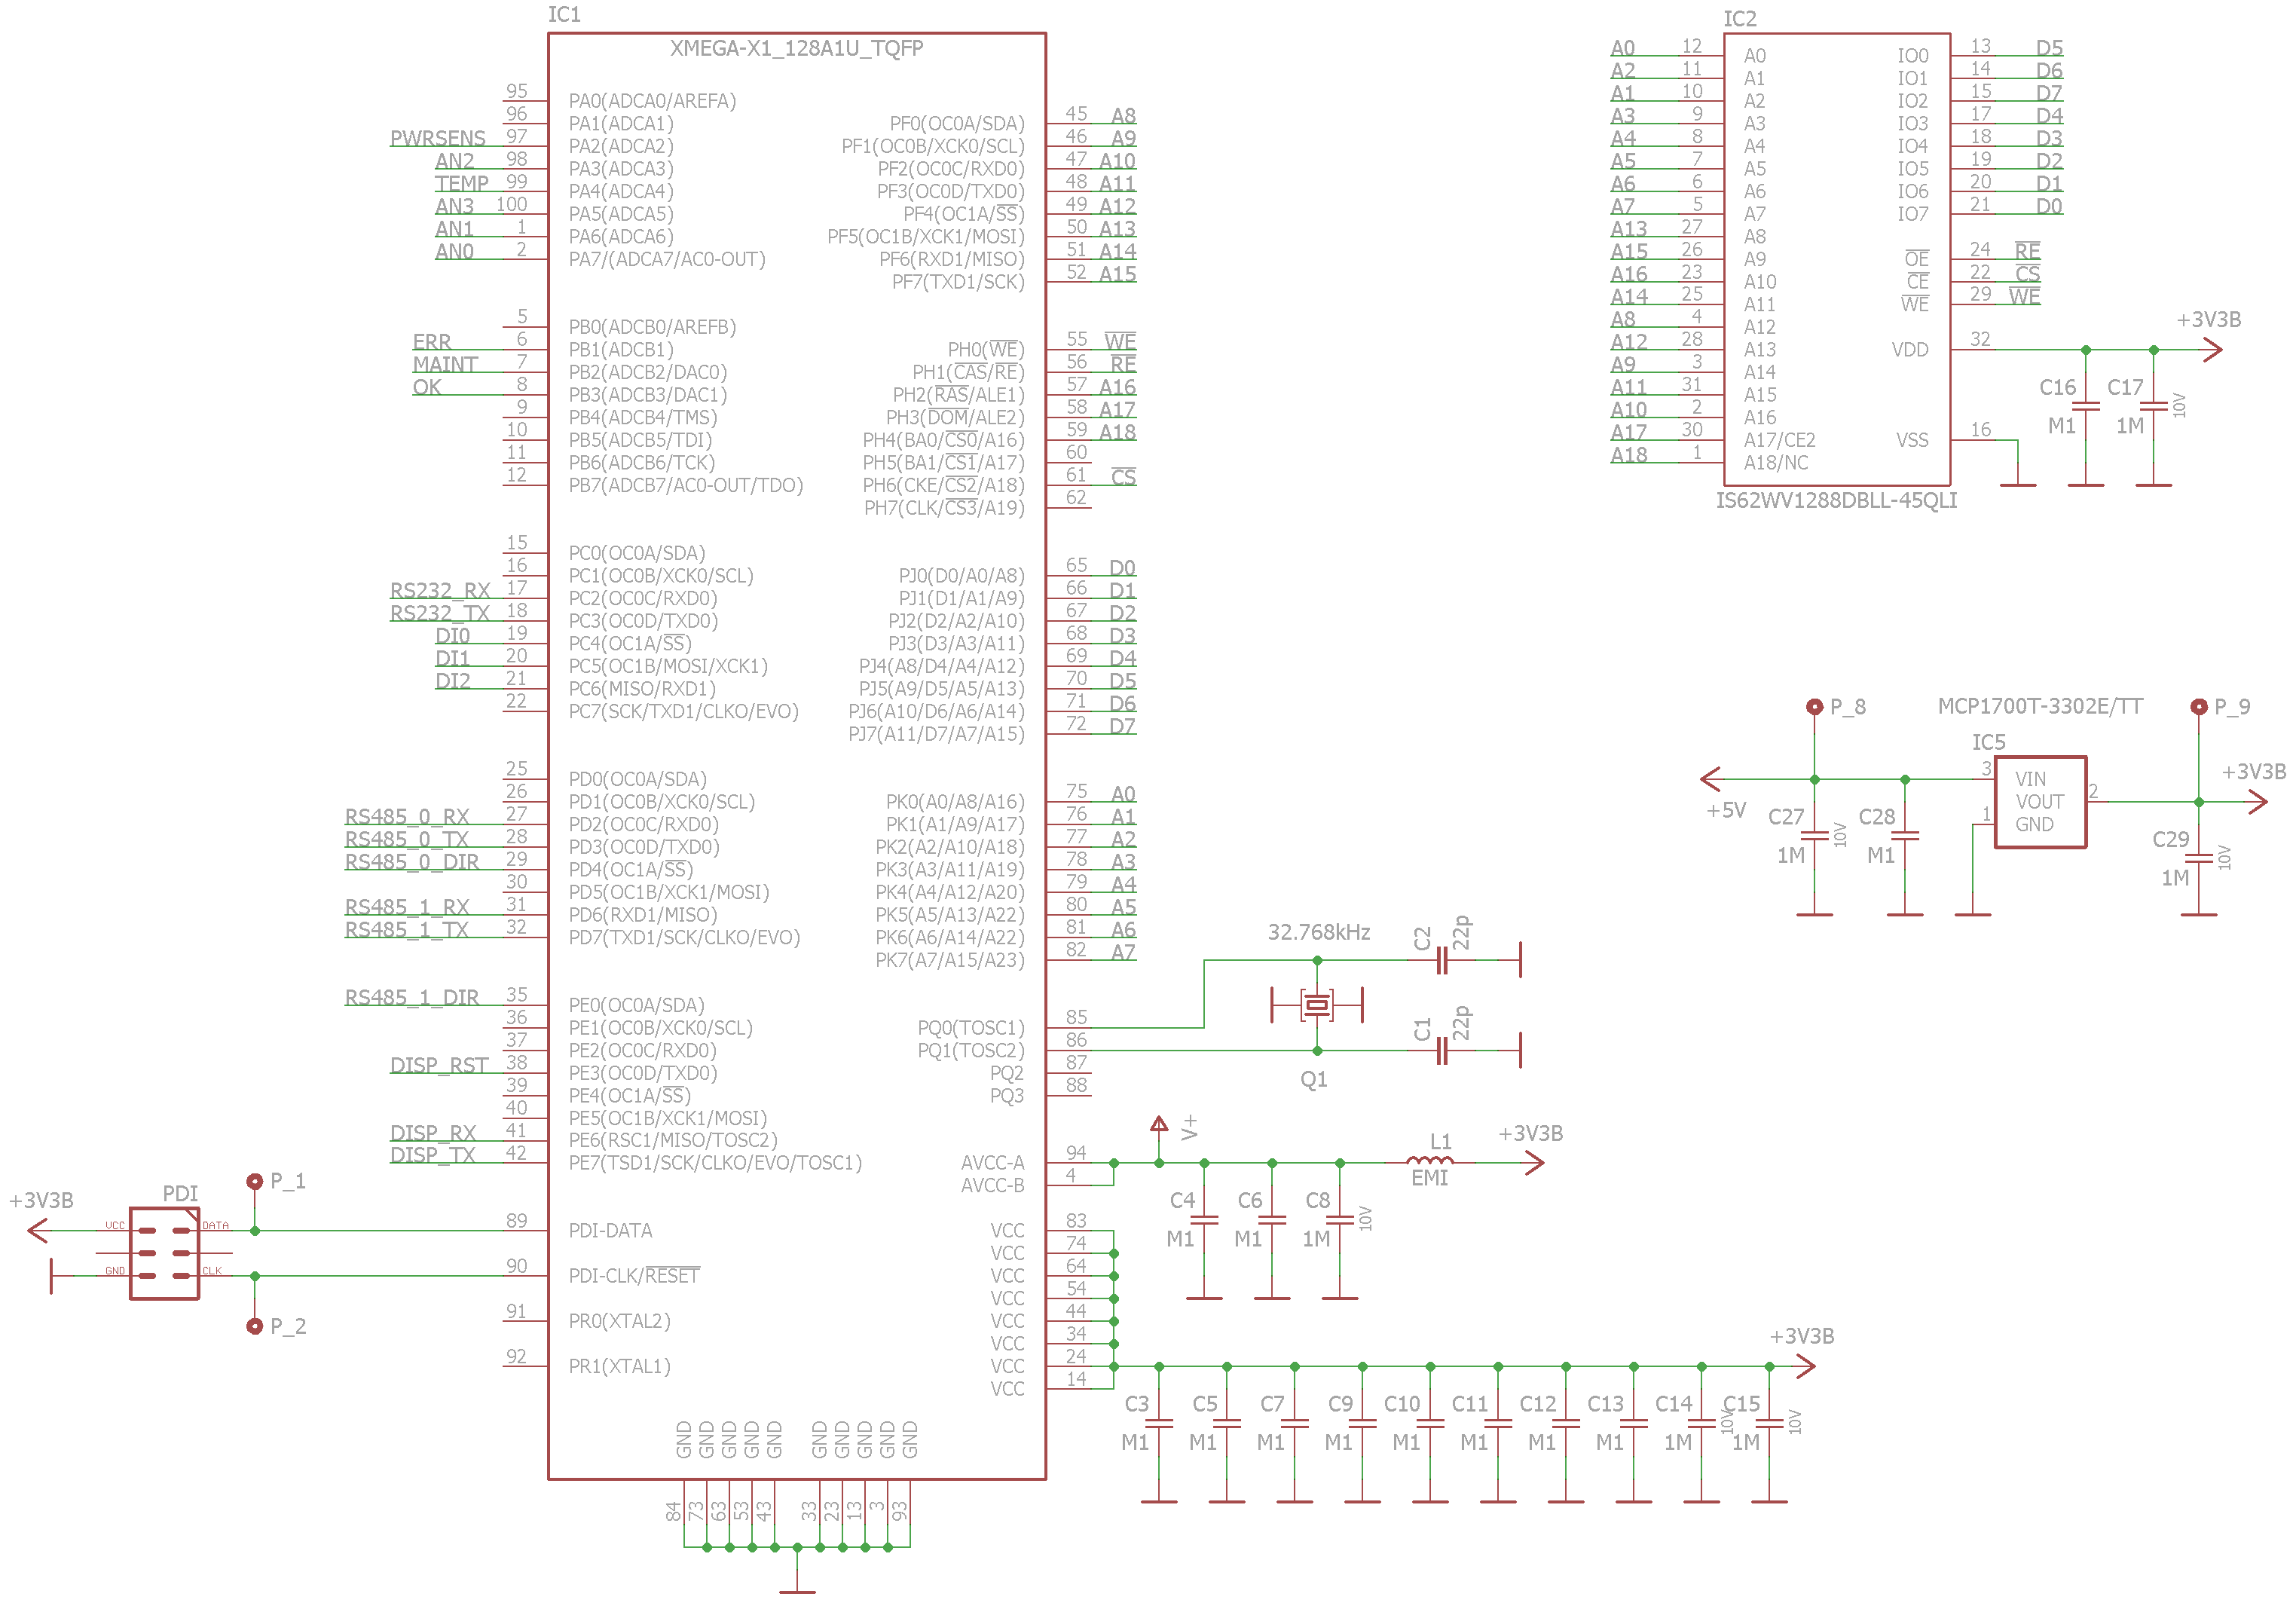 IC1
XMEGA-X1_128A1U_TQFP
95 PA0(ADCA0/AREFA)
96 PA1(ADCA1)
PWRSENS 97 PA2(ADCA2)
AN2 98 PA3(ADCA3)
TEMP 99 PA4(ADCA4)
AN3 100 PA5(ADCA5)
AN1 1 PA6(ADCA6)
AN0 2 PA7/(ADCA7/AC0-OUT)
5 PB0(ADCB0/AREFB)
ERR 6 PB1(ADCB1)
MAINT 7 PB2(ADCB2/DAC0)
OK 8 PB3(ADCB3/DAC1)
9 PB4(ADCB4/TMS)
10 PB5(ADCB5/TDI)
11 PB6(ADCB6/TCK)
12 PB7(ADCB7/AC0-OUT/TDO)
15 PC0(OC0A/SDA)
16 PC1(OC0B/XCK0/SCL)
RS232_RX 17 PC2(OC0C/RXD0)
RS232_TX 18 PC3(OC0D/TXD0)
DI0 19 PC4(OC1A/SS)
DI1 20 PC5(OC1B/MOSI/XCK1)
DI2 21 PC6(MISO/RXD1)
22 PC7(SCK/TXD1/CLKO/EVO)
25 PD0(OC0A/SDA)
26 PD1(OC0B/XCK0/SCL)
RS485_0_RX 27 PD2(OC0C/RXD0)
RS485_0_TX 28 PD3(OC0D/TXD0)
RS485_0_DIR 29 PD4(OC1A/SS)
30 PD5(OC1B/XCK1/MOSI)
RS485_1_RX 31 PD6(RXD1/MISO)
RS485_1_TX 32 PD7(TXD1/SCK/CLKO/EVO)
RS485_1_DIR 35 PE0(OC0A/SDA)
36 PE1(OC0B/XCK0/SCL)
37 PE2(OC0C/RXD0)
DISP_RST 38 PE3(OC0D/TXD0)
39 PE4(OC1A/SS)
40 PE5(OC1B/XCK1/MOSI)
DISP_RX 41 PE6(RSC1/MISO/TOSC2)
DISP_TX 42 PE7(TSD1/SCK/CLKO/EVO/TOSC1)
89 PDI-DATA
90 PDI-CLK/RESET
91 PR0(XTAL2)
92 PR1(XTAL1)
PF0(OC0A/SDA) 45 A8
PF1(OC0B/XCK0/SCL) 46 A9
PF2(OC0C/RXD0) 47 A10
PF3(OC0D/TXD0) 48 A11
PF4(OC1A/SS) 49 A12
PF5(OC1B/XCK1/MOSI) 50 A13
PF6(RXD1/MISO) 51 A14
PF7(TXD1/SCK) 52 A15
PH0(WE) 55 WE
PH1(CAS/RE) 56 RE
PH2(RAS/ALE1) 57 A16
PH3(DOM/ALE2) 58 A17
PH4(BA0/CS0/A16) 59 A18
PH5(BA1/CS1/A17) 60
PH6(CKE/CS2/A18) 61 CS
PH7(CLK/CS3/A19) 62
PJ0(D0/A0/A8) 65 D0
PJ1(D1/A1/A9) 66 D1
PJ2(D2/A2/A10) 67 D2
PJ3(D3/A3/A11) 68 D3
PJ4(A8/D4/A4/A12) 69 D4
PJ5(A9/D5/A5/A13) 70 D5
PJ6(A10/D6/A6/A14) 71 D6
PJ7(A11/D7/A7/A15) 72 D7
PK0(A0/A8/A16) 75 A0
PK1(A1/A9/A17) 76 A1
PK2(A2/A10/A18) 77 A2
PK3(A3/A11/A19) 78 A3
PK4(A4/A12/A20) 79 A4
PK5(A5/A13/A22) 80 A5
PK6(A6/A14/A22) 81 A6
PK7(A7/A15/A23) 82 A7
PQ0(TOSC1) 85
PQ1(TOSC2) 86
PQ2 87
PQ3 88
AVCC-A 94
AVCC-B 4
VCC 83
VCC 74
VCC 64
VCC 54
VCC 44
VCC 34
VCC 24
VCC 14
GND GND GND GND GND GND GND GND GND GND
84 73 63 53 43 33 23 13 3 93
+3V3B
PDI
VCC DATA
GND CLK
P_1
P_2
32.768kHz
C2 22p
C1 22p
Q1
V+
L1
EMI
+3V3B
C4 M1
C6 M1
C8 1M 10V
+3V3B
C3 M1
C5 M1
C7 M1
C9 M1
C10 M1
C11 M1
C12 M1
C13 M1
C14 1M 10V
C15 1M 10V
IC2
A0 12 A0
A2 11 A1
A1 10 A2
A3 9 A3
A4 8 A4
A5 7 A5
A6 6 A6
A7 5 A7
A13 27 A8
A15 26 A9
A16 23 A10
A14 25 A11
A8 4 A12
A12 28 A13
A9 3 A14
A11 31 A15
A10 2 A16
A17 30 A17/CE2
A18 1 A18/NC
IO0 13 D5
IO1 14 D6
IO2 15 D7
IO3 17 D4
IO4 18 D3
IO5 19 D2
IO6 20 D1
IO7 21 D0
OE 24 RE
CE 22 CS
WE 29 WE
VDD 32
VSS 16
IS62WV1288DBLL-45QLI
+3V3B
C16 M1
C17 1M 10V
P_8
MCP1700T-3302E/TT
P_9
IC5
3 VIN
VOUT 2
1 GND
+5V
+3V3B
C27 1M 10V
C28 M1
C29 1M 10V